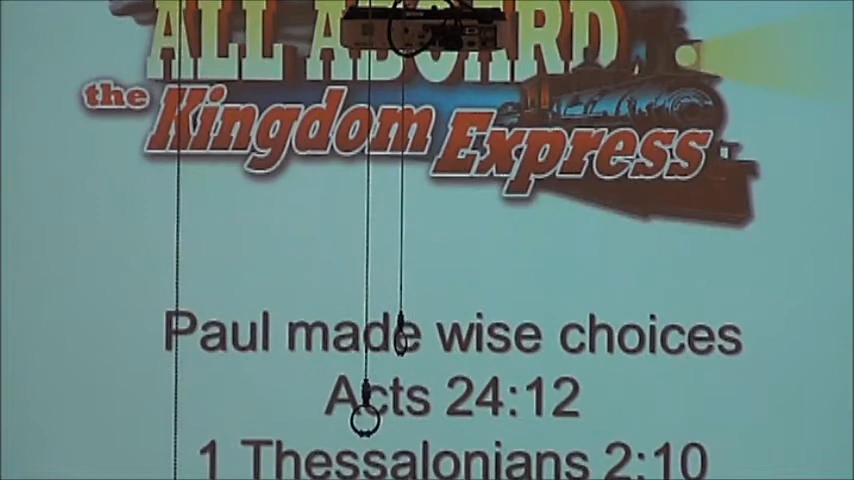 ALL ABOARD
the Kingdom Express
Paul made wise choices
Acts 24:12
1 Thessalonians 2:10